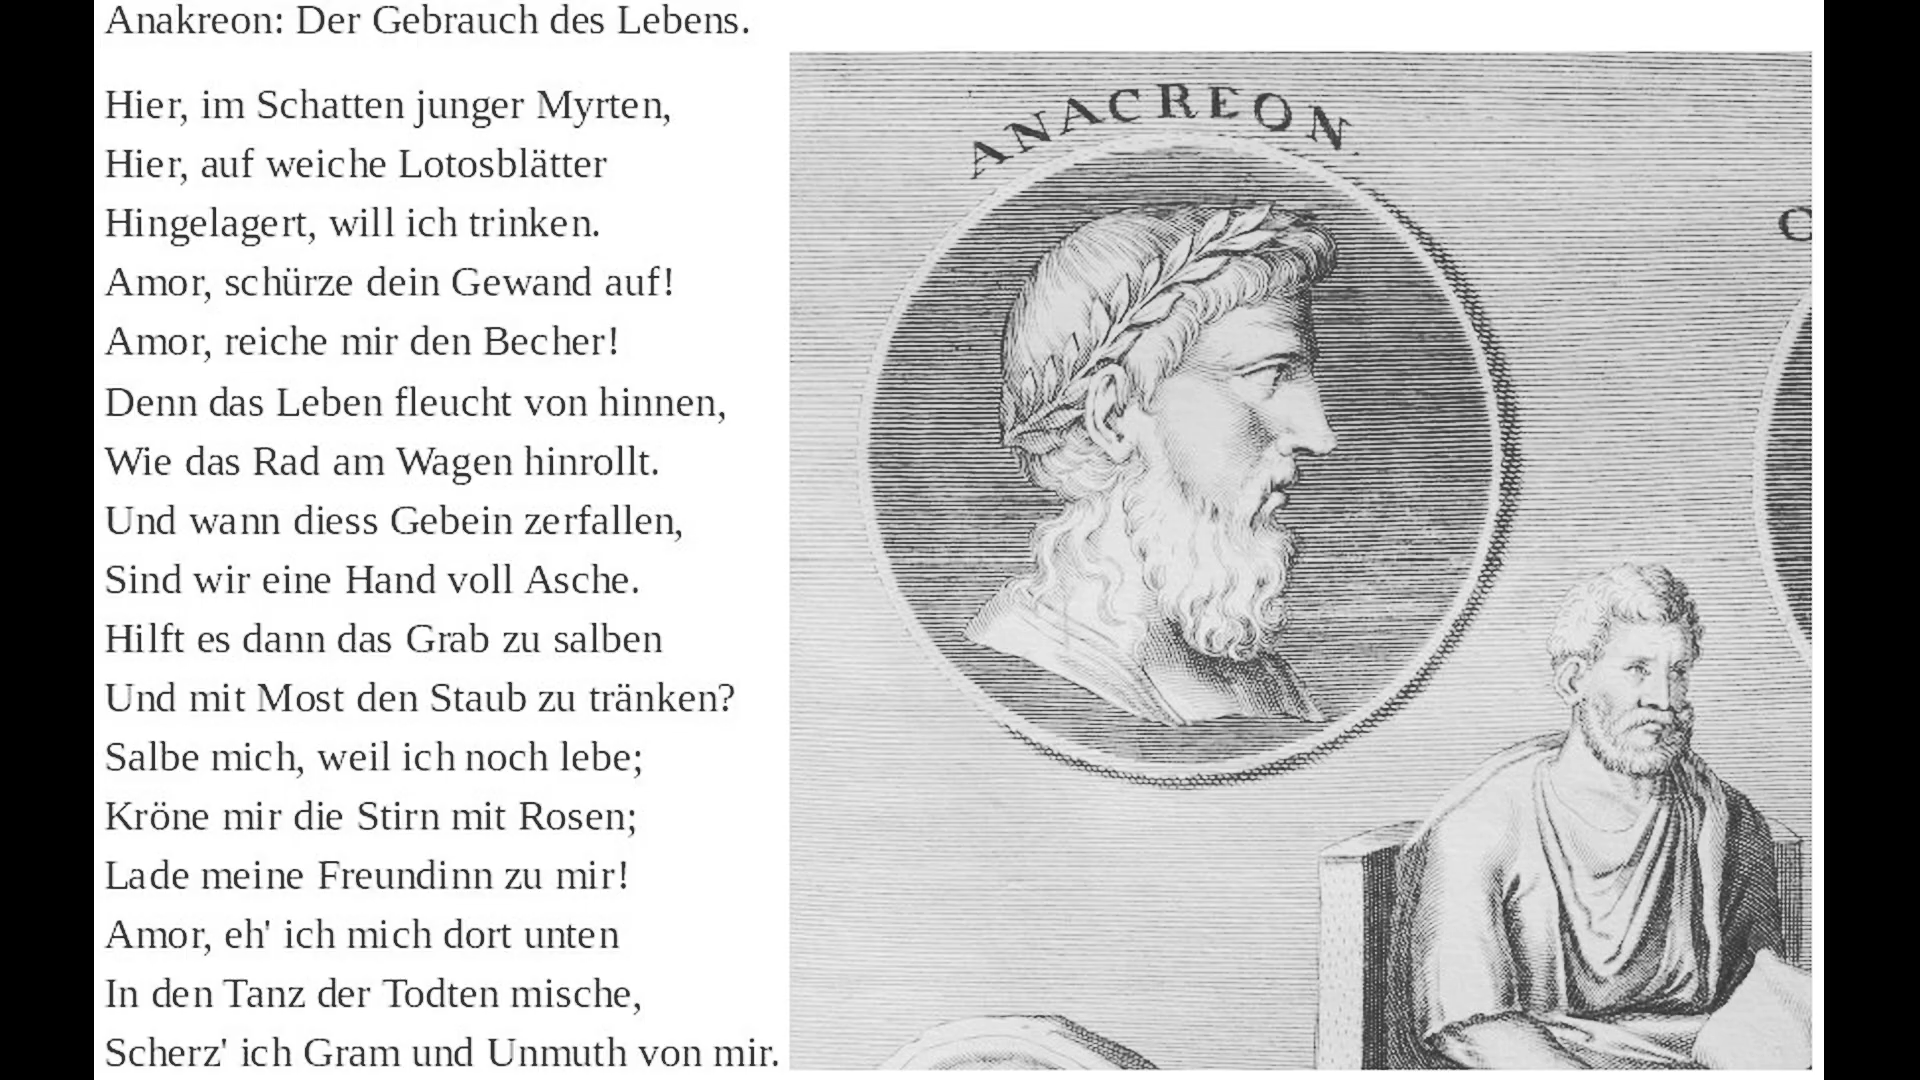 Anakreon: Der Gebrauch des Lebens.
Hier, im Schatten junger Myrten,
Hier, auf weiche Lotosblätter
Hingelagert, will ich trinken.
Amor, schürze dein Gewand auf!
Amor, reiche mir den Becher!
Denn das Leben fleucht von hinnen,
Wie das Rad am Wagen hinrollt.
Und wann diess Gebein zerfallen,
Sind wir eine Hand voll Asche.
Hilft es dann das Grab zu salben
Und mit Most den Staub zu tränken?
Salbe mich, weil ich noch lebe;
Kröne mir die Stirn mit Rosen;
Lade meine Freundinn zu mir!
Amor, eh' ich mich dort unten
In den Tanz der Todten mische,
Scherz' ich Gram und Unmuth von mir.
ANACREON.
C